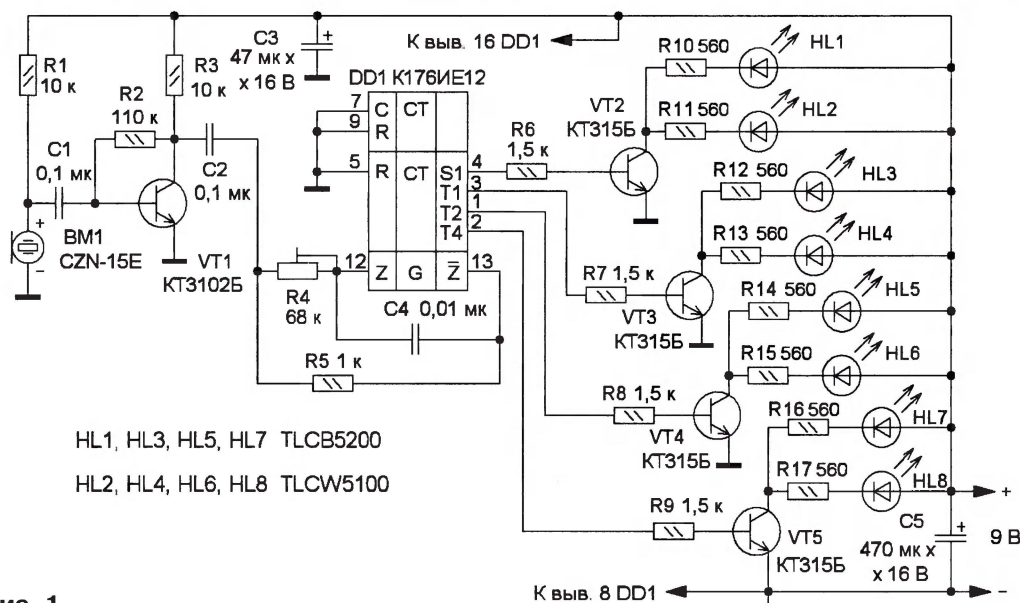 К выв. 16 DD1
C3
+
47 мк х
х 16 В
R1
10 к
R3
10 к
R2
110 к
C1
0,1 мк
C2
0,1 мк
+
BM1
CZN-15E
−
VT1
КТ3102Б
DD1 К176ИЕ12
7 C CT
9 R
5 R CT S1 4
T1 3
T2 1
T4 2
12 Z G Z̅ 13
R4
68 к
C4 0,01 мк
R5 1 к
R6
1,5 к
VT2
КТ315Б
R10 560 HL1
R11 560 HL2
R12 560 HL3
R13 560 HL4
R7 1,5 к
VT3
КТ315Б
R14 560 HL5
R15 560 HL6
R8 1,5 к
VT4
КТ315Б
R16 560 HL7
R17 560 HL8
R9 1,5 к
VT5
КТ315Б
C5
470 мк х
х 16 В
+
+
9 В
−
HL1, HL3, HL5, HL7 TLCB5200
HL2, HL4, HL6, HL8 TLCW5100
К выв. 8 DD1